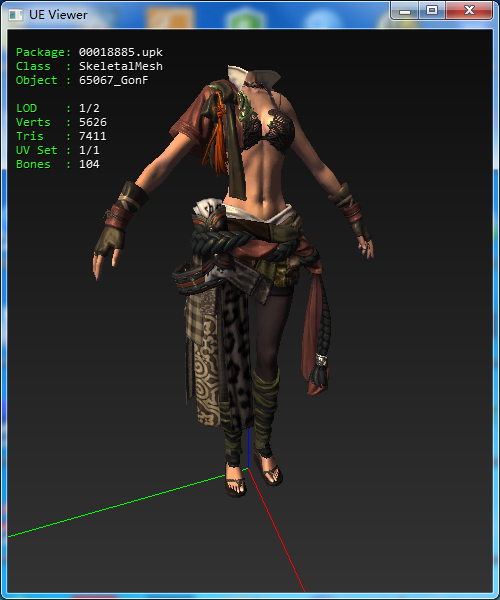 UE Viewer
Package: 00018885.upk
Class  : SkeletalMesh
Object : 65067_GonF
LOD    : 1/2
Verts  : 5626
Tris   : 7411
UV Set : 1/1
Bones  : 104